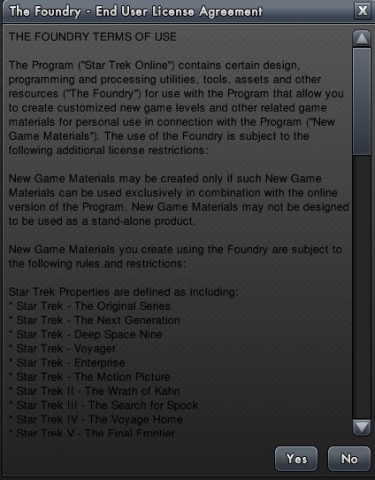 The Foundry - End User License Agreement
THE FOUNDRY TERMS OF USE
The Program ("Star Trek Online") contains certain design,
programming and processing utilities, tools, assets and other
resources ("The Foundry") for use with the Program that allow you
to create customized new game levels and other related game
materials for personal use in connection with the Program ("New
Game Materials"). The use of the Foundry is subject to the
following additional license restrictions:
New Game Materials may be created only if such New Game
Materials can be used exclusively in combination with the online
version of the Program. New Game Materials may not be designed
to be used as a stand-alone product.
New Game Materials you create using the Foundry are subject to
the following rules and restrictions:
Star Trek Properties are defined as including:
* Star Trek - The Original Series
* Star Trek - The Next Generation
* Star Trek - Deep Space Nine
* Star Trek - Voyager
* Star Trek - Enterprise
* Star Trek - The Motion Picture
* Star Trek II - The Wrath of Kahn
* Star Trek III - The Search for Spock
* Star Trek IV - The Voyage Home
* Star Trek V - The Final Frontier
Yes No